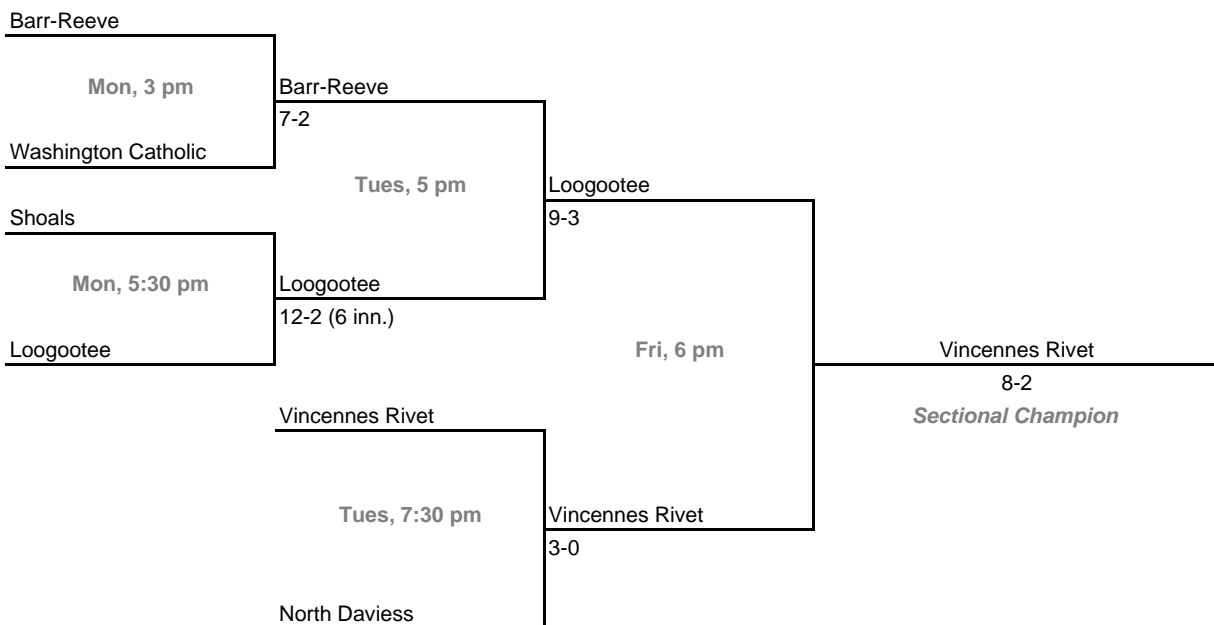 Barr-Reeve
Mon, 3 pm
Barr-Reeve
7-2
Washington Catholic
Tues, 5 pm
Loogootee
9-3
Shoals
Mon, 5:30 pm
Loogootee
12-2 (6 inn.)
Loogootee
Fri, 6 pm
Vincennes Rivet
8-2
Sectional Champion
Vincennes Rivet
Tues, 7:30 pm
Vincennes Rivet
3-0
North Daviess